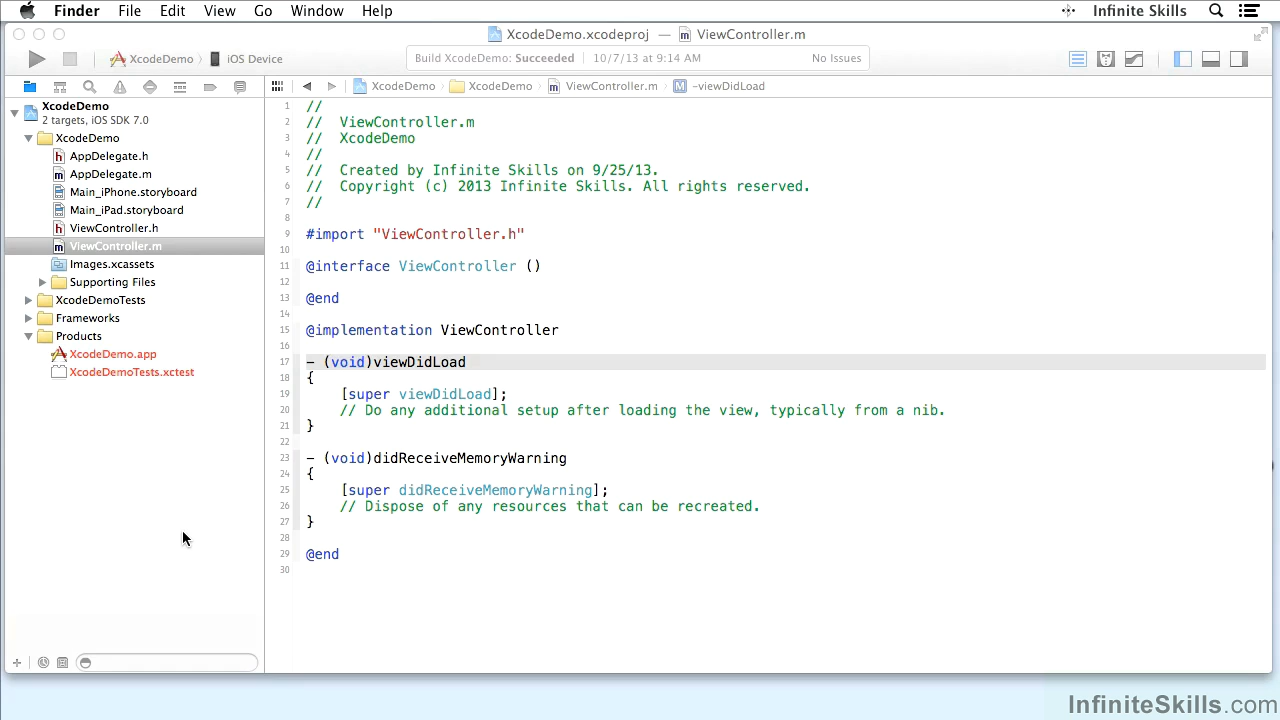 Finder File Edit View Go Window Help Infinite Skills
XcodeDemo.xcodeproj — ViewController.m
XcodeDemo iOS Device Build XcodeDemo: Succeeded 10/7/13 at 9:14 AM No Issues
XcodeDemo XcodeDemo ViewController.m -viewDidLoad
XcodeDemo
2 targets, iOS SDK 7.0
XcodeDemo
AppDelegate.h
AppDelegate.m
Main_iPhone.storyboard
Main_iPad.storyboard
ViewController.h
ViewController.m
Images.xcassets
Supporting Files
XcodeDemoTests
Frameworks
Products
XcodeDemo.app
XcodeDemoTests.xctest
1 //
2 // ViewController.m
3 // XcodeDemo
4 //
5 // Created by Infinite Skills on 9/25/13.
6 // Copyright (c) 2013 Infinite Skills. All rights reserved.
7 //
8
9 #import "ViewController.h"
10
11 @interface ViewController ()
12
13 @end
14
15 @implementation ViewController
16
17 - (void)viewDidLoad
18 {
19 [super viewDidLoad];
20 // Do any additional setup after loading the view, typically from a nib.
21 }
22
23 - (void)didReceiveMemoryWarning
24 {
25 [super didReceiveMemoryWarning];
26 // Dispose of any resources that can be recreated.
27 }
28
29 @end
30
InfiniteSkills.com